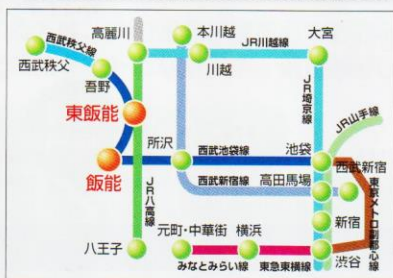 高麗川
本川越
大宮
西武秩父線
JR川越線
西武秩父
川越
吾野
JR埼京線
JR山手線
東飯能
所沢
西武池袋線
池袋
西武新宿
飯能
西武新宿線
高田馬場
JR八高線
東京メトロ副都心線
新宿
元町・中華街
横浜
八王子
渋谷
みなとみらい線
東急東横線